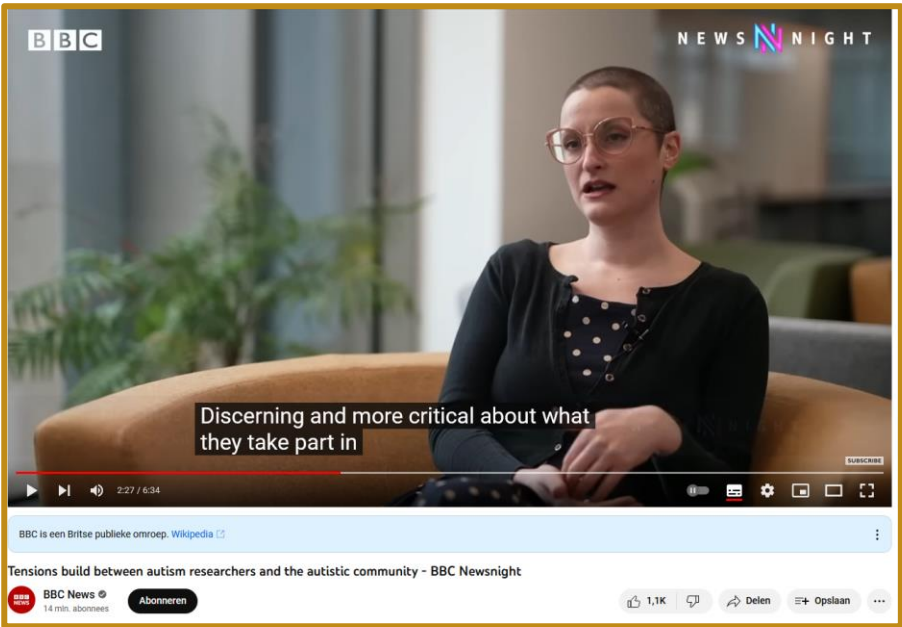 BBC
NEWS NIGHT
Discerning and more critical about what
they take part in
SUBSCRIBE
2:27 / 6:34
BBC is een Britse publieke omroep. Wikipedia
Tensions build between autism researchers and the autistic community - BBC Newsnight
BBC NEWS
BBC News
14 mln. abonnees
Abonneren
1,1K
Delen
Opslaan